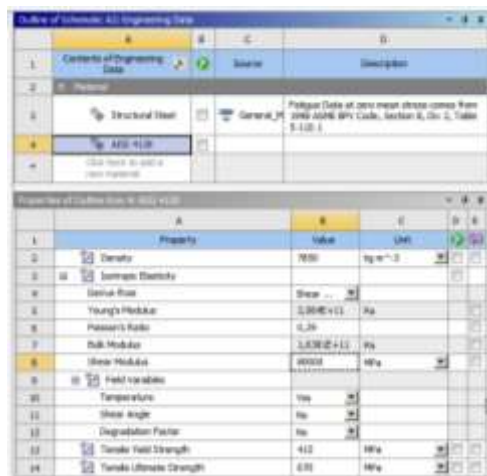 Outline of Schematic A2: Engineering Data
A B C D
1 Contents of Engineering Data Source Description
2 Material
3 Structural Steel General_M Fatigue Data at zero mean stress comes from 1998 ASME BPV Code, Section 8, Div 2, Table 5-110.1
4 AISI 4130
* Click here to add a new material
Properties of Outline Row 4: AISI 4130
A B C D E
1 Property Value Unit
2 Density 7850 kg m^-3
3 Isotropic Elasticity
4 Derive from Shear ...
5 Young's Modulus Pa
6 Poisson's Ratio 0,29
7 Bulk Modulus Pa
8 Shear Modulus 80000 MPa
9 Field Variables
10 Temperature Yes
11 Shear Angle No
12 Degradation Factor No
13 Tensile Yield Strength MPa
14 Tensile Ultimate Strength 670 MPa